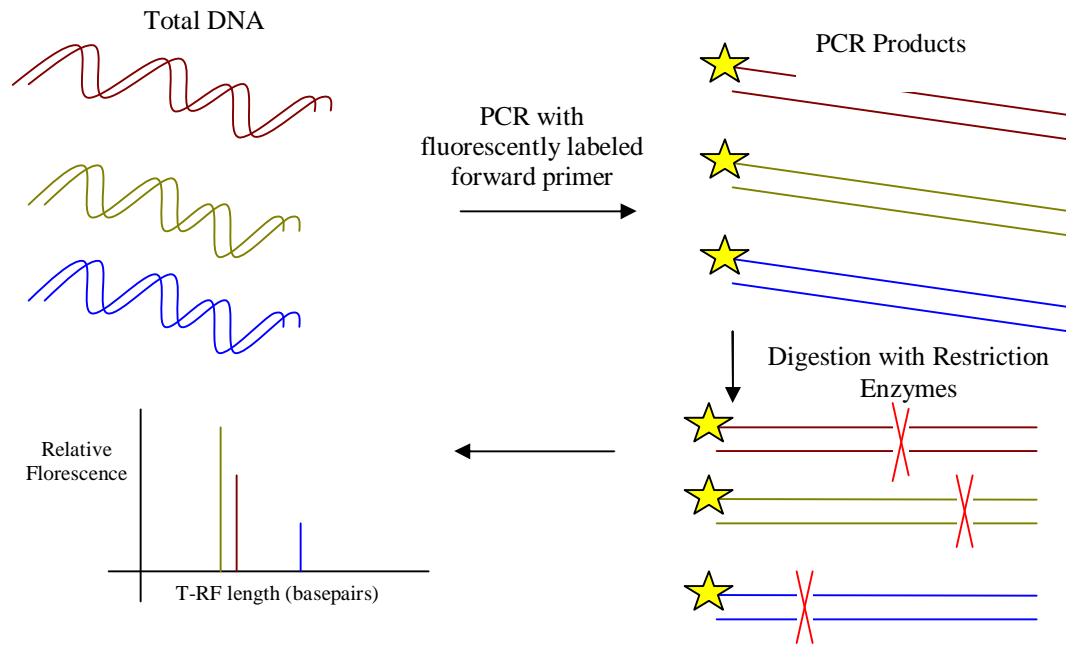 Total DNA
PCR with
fluorescently labeled
forward primer
PCR Products
Digestion with Restriction
Enzymes
Relative
Florescence
T-RF length (basepairs)